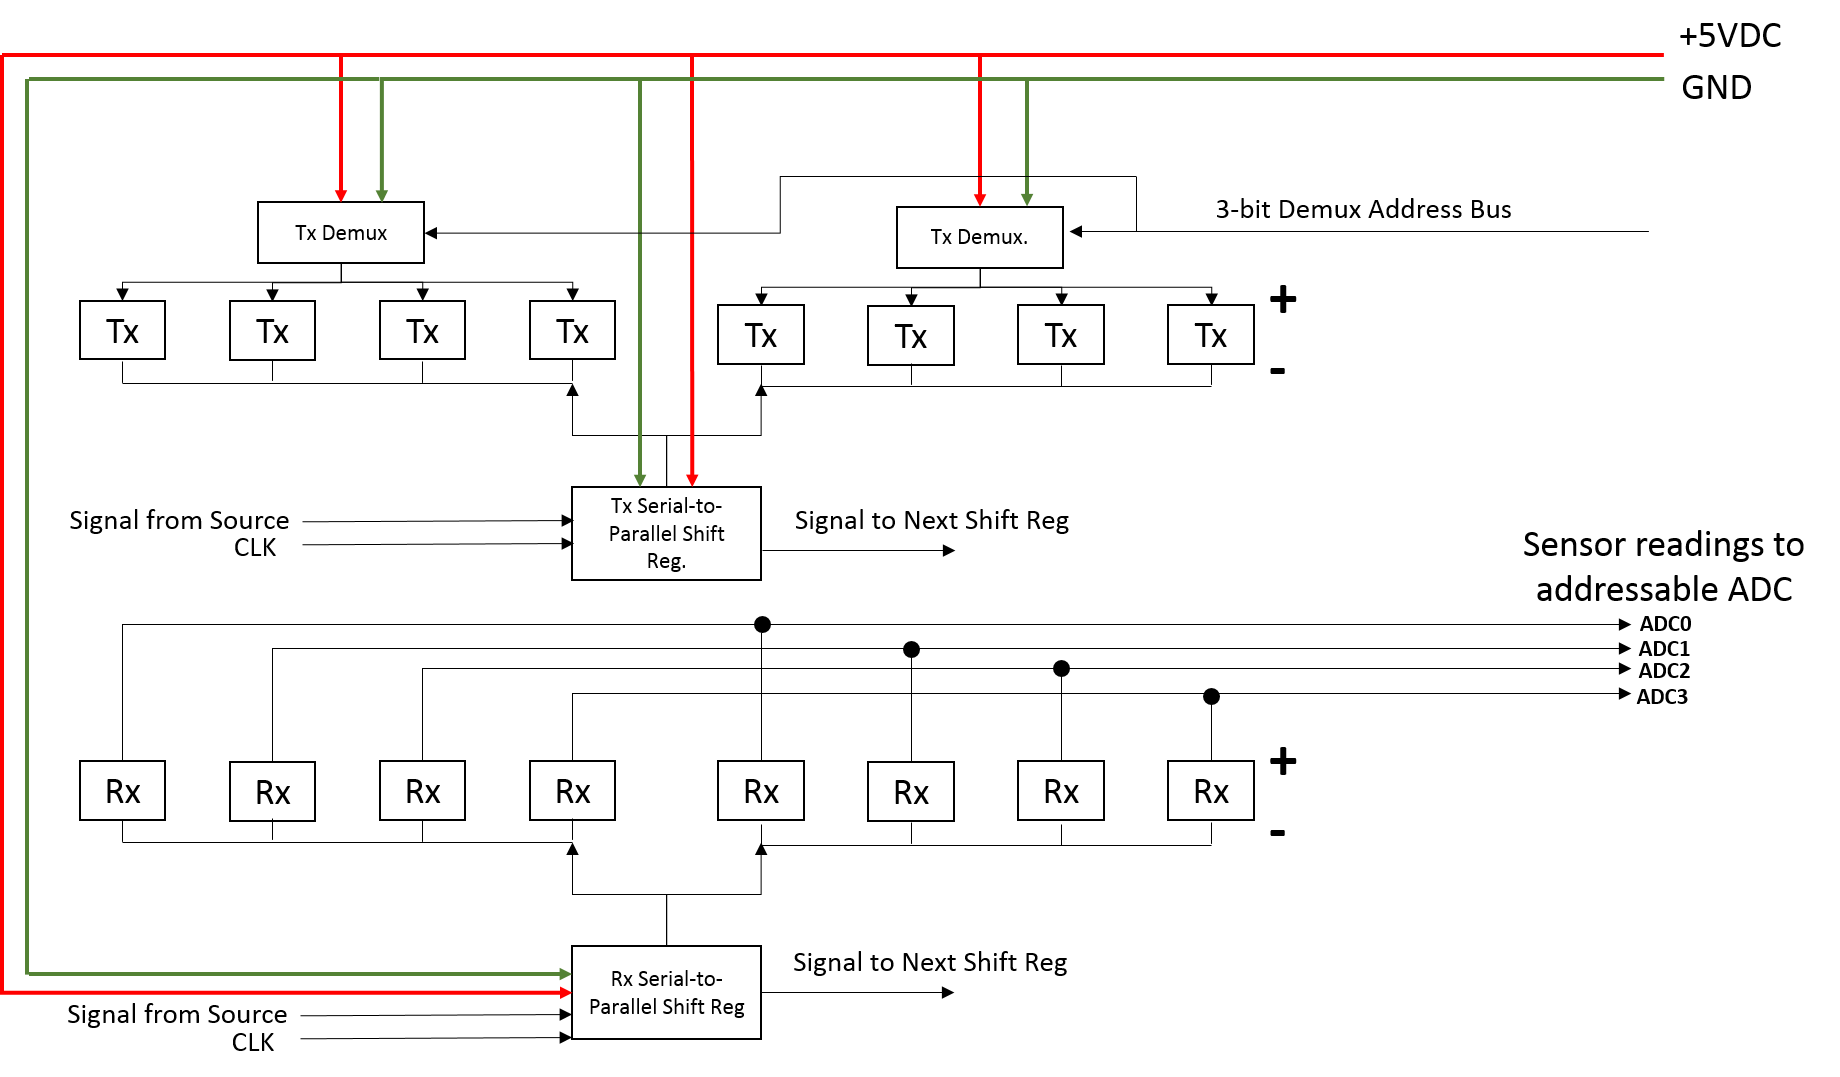 +5VDC
GND
3-bit Demux Address Bus
Tx Demux
Tx Demux.
Tx
Tx
Tx
Tx
Tx
Tx
Tx
Tx
+
-
Tx Serial-to-
Parallel Shift
Reg.
Signal from Source
CLK
Signal to Next Shift Reg
Sensor readings to
addressable ADC
ADC0
ADC1
ADC2
ADC3
Rx
Rx
Rx
Rx
Rx
Rx
Rx
Rx
+
-
Rx Serial-to-
Parallel Shift Reg
Signal to Next Shift Reg
Signal from Source
CLK